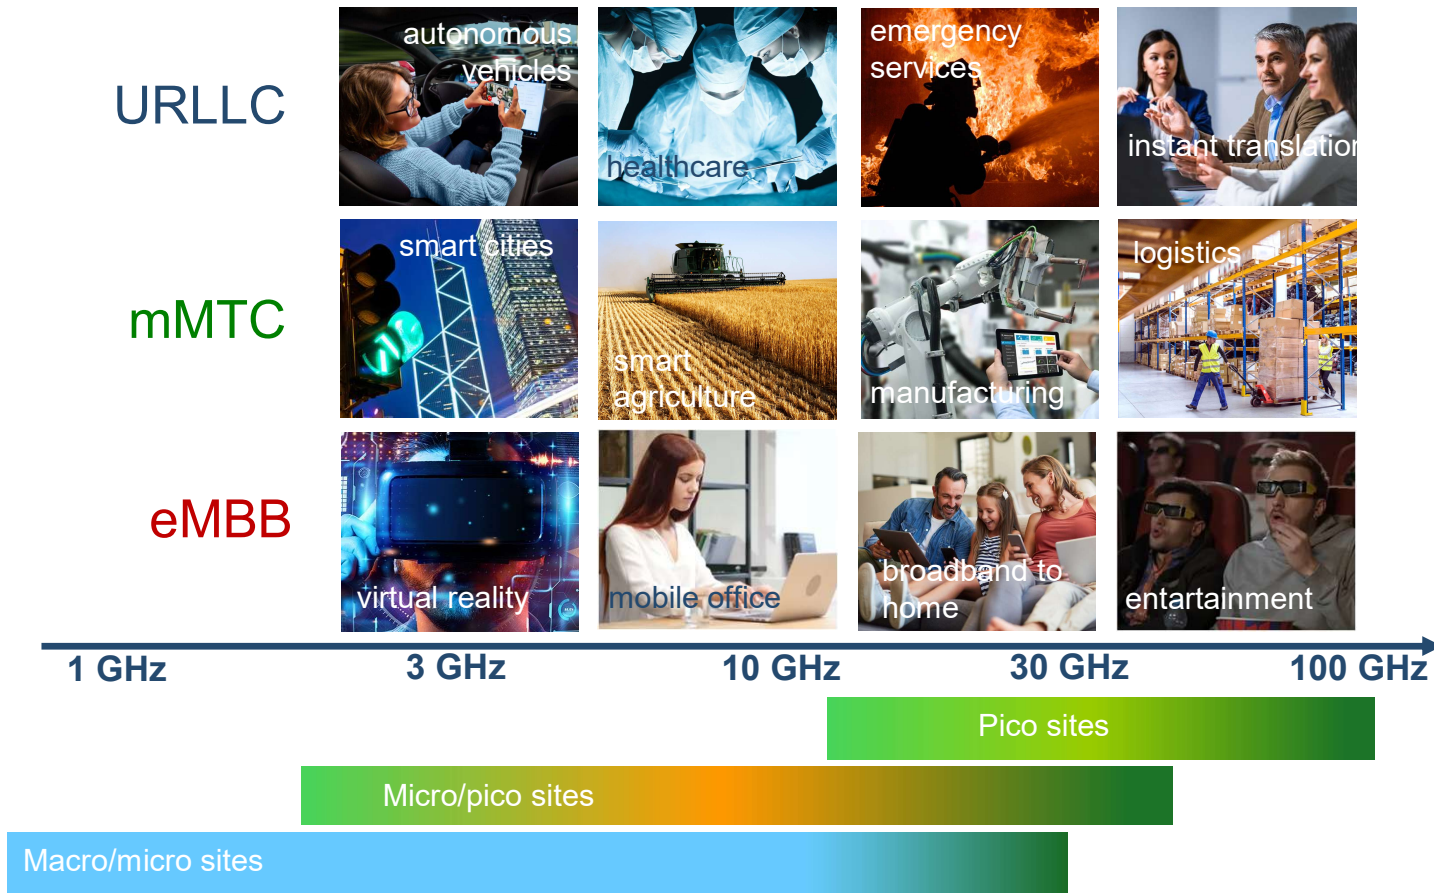 URLLC
autonomous
vehicles
healthcare
emergency
services
instant translation
mMTC
smart cities
smart
agriculture
manufacturing
logistics
eMBB
virtual reality
mobile office
broadband to
home
entartainment
1 GHz
3 GHz
10 GHz
30 GHz
100 GHz
Pico sites
Micro/pico sites
Macro/micro sites